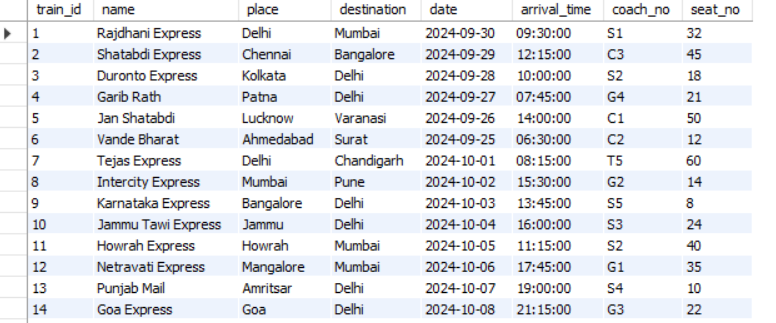 train_id name place destination date arrival_time coach_no seat_no
1 Rajdhani Express Delhi Mumbai 2024-09-30 09:30:00 S1 32
2 Shatabdi Express Chennai Bangalore 2024-09-29 12:15:00 C3 45
3 Duronto Express Kolkata Delhi 2024-09-28 10:00:00 S2 18
4 Garib Rath Patna Delhi 2024-09-27 07:45:00 G4 21
5 Jan Shatabdi Lucknow Varanasi 2024-09-26 14:00:00 C1 50
6 Vande Bharat Ahmedabad Surat 2024-09-25 06:30:00 C2 12
7 Tejas Express Delhi Chandigarh 2024-10-01 08:15:00 T5 60
8 Intercity Express Mumbai Pune 2024-10-02 15:30:00 G2 14
9 Karnataka Express Bangalore Delhi 2024-10-03 13:45:00 S5 8
10 Jammu Tawi Express Jammu Delhi 2024-10-04 16:00:00 S3 24
11 Howrah Express Howrah Mumbai 2024-10-05 11:15:00 S2 40
12 Netravati Express Mangalore Mumbai 2024-10-06 17:45:00 G1 35
13 Punjab Mail Amritsar Delhi 2024-10-07 19:00:00 S4 10
14 Goa Express Goa Delhi 2024-10-08 21:15:00 G3 22